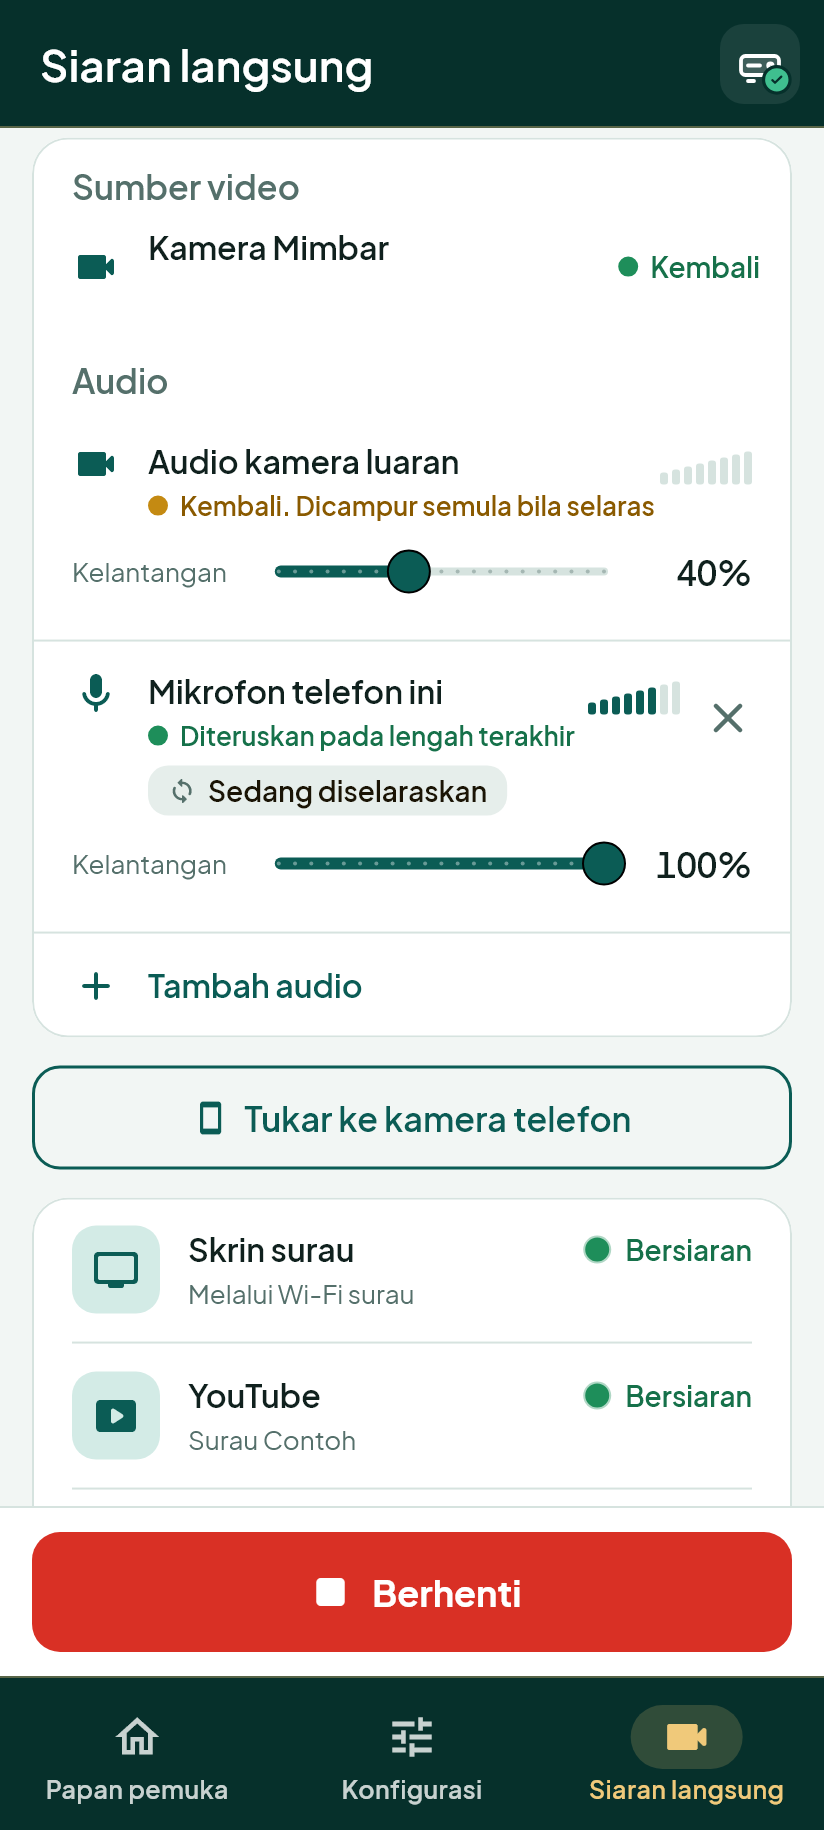 Siaran langsung
Sumber video
Kamera Mimbar
Kembali
Audio
Audio kamera luaran
Kembali. Dicampur semula bila selaras
Kelantangan
40%
Mikrofon telefon ini
Diteruskan pada lengah terakhir
Sedang diselaraskan
Kelantangan
100%
Tambah audio
Tukar ke kamera telefon
Skrin surau
Bersiaran
Melalui Wi-Fi surau
YouTube
Bersiaran
Surau Contoh
Berhenti
Papan pemuka
Konfigurasi
Siaran langsung